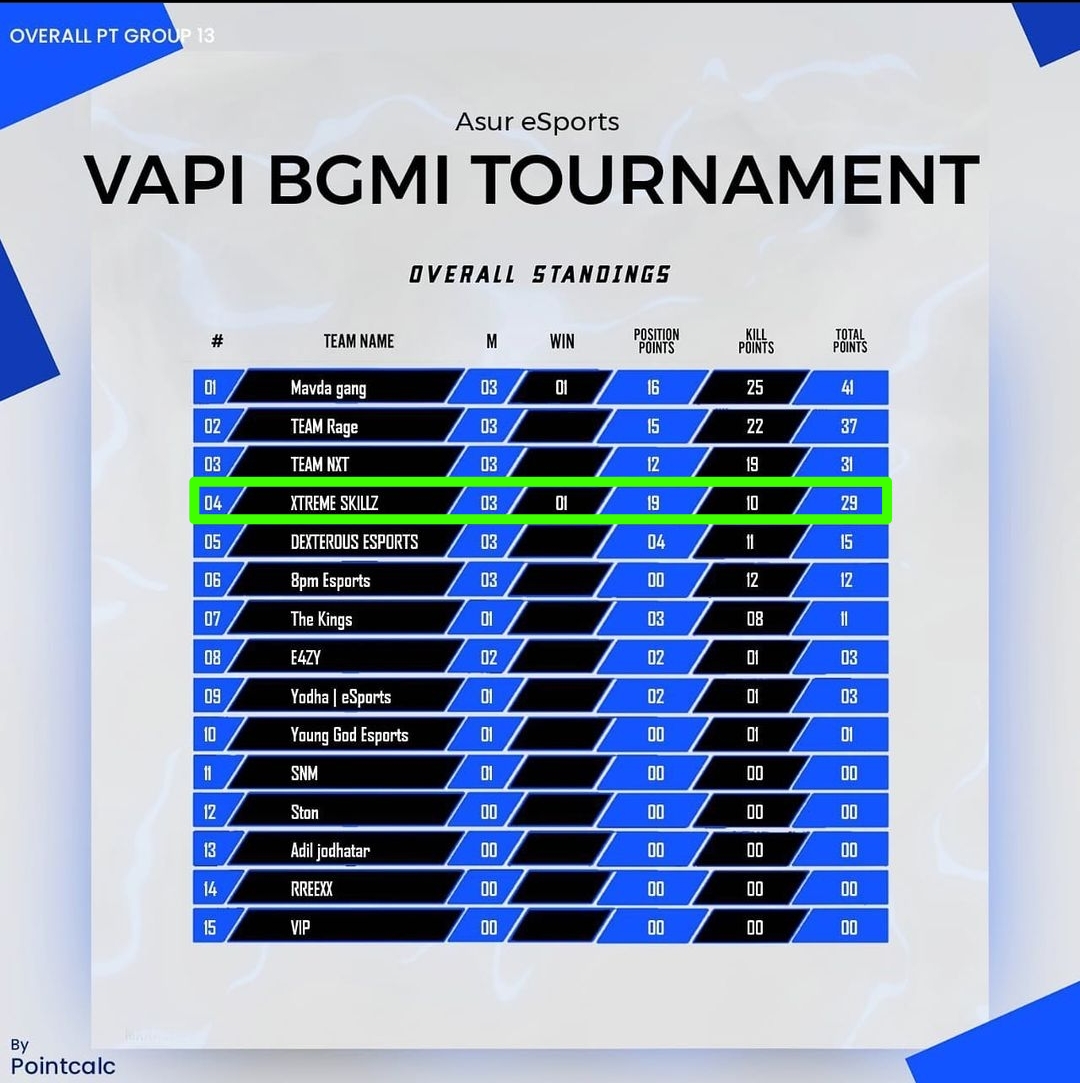 OVERALL PT GROUP 13
Asur eSports
VAPI BGMI TOURNAMENT
OVERALL STANDINGS
# TEAM NAME M WIN POSITION POINTS KILL POINTS TOTAL POINTS
01 Mavda gang 03 01 16 25 41
02 TEAM Rage 03 15 22 37
03 TEAM NXT 03 12 19 31
04 XTREME SKILLZ 03 01 19 10 29
05 DEXTEROUS ESPORTS 03 04 11 15
06 8pm Esports 03 00 12 12
07 The Kings 01 03 08 11
08 E4ZY 02 02 01 03
09 Yodha | eSports 01 02 01 03
10 Young God Esports 01 00 01 01
11 SNM 01 00 00 00
12 Ston 00 00 00 00
13 Adil jodhatar 00 00 00 00
14 RREEXX 00 00 00 00
15 VIP 00 00 00 00
By
Pointcalc